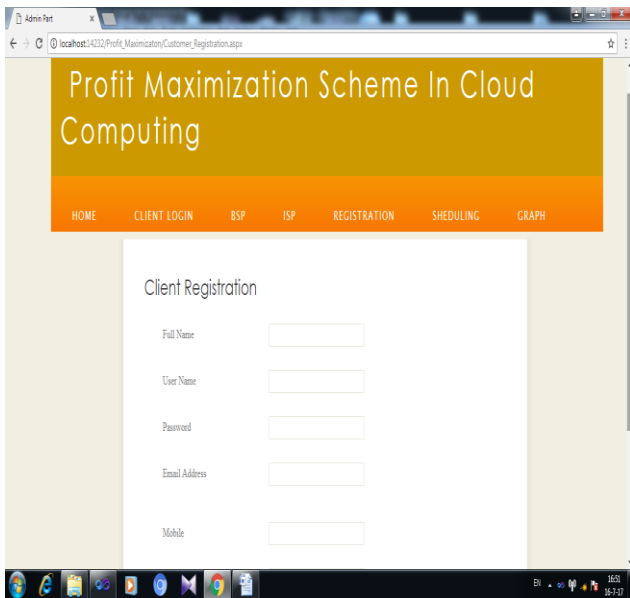 Admin Part
localhost:14232/Profit_Maximizaton/Customer_Registration.aspx
Profit Maximization Scheme In Cloud
Computing
HOME CLIENT LOGIN BSP ISP REGISTRATION SHEDULING GRAPH
Client Registration
Full Name
User Name
Password
Email Address
Mobile
EN 16:51
16-7-17